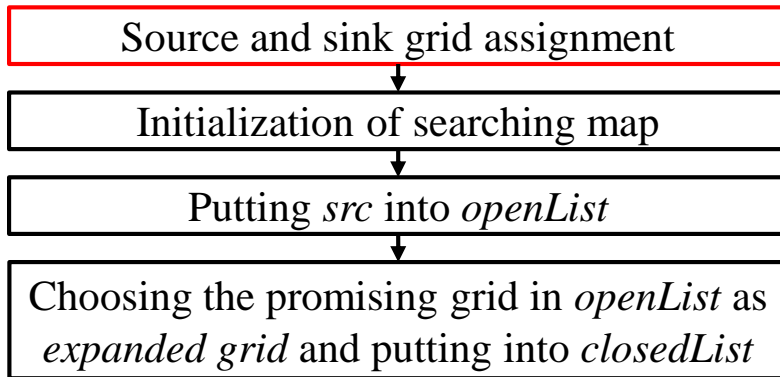 Source and sink grid assignment
Initialization of searching map
Putting src into openList
Choosing the promising grid in openList as
expanded grid and putting into closedList